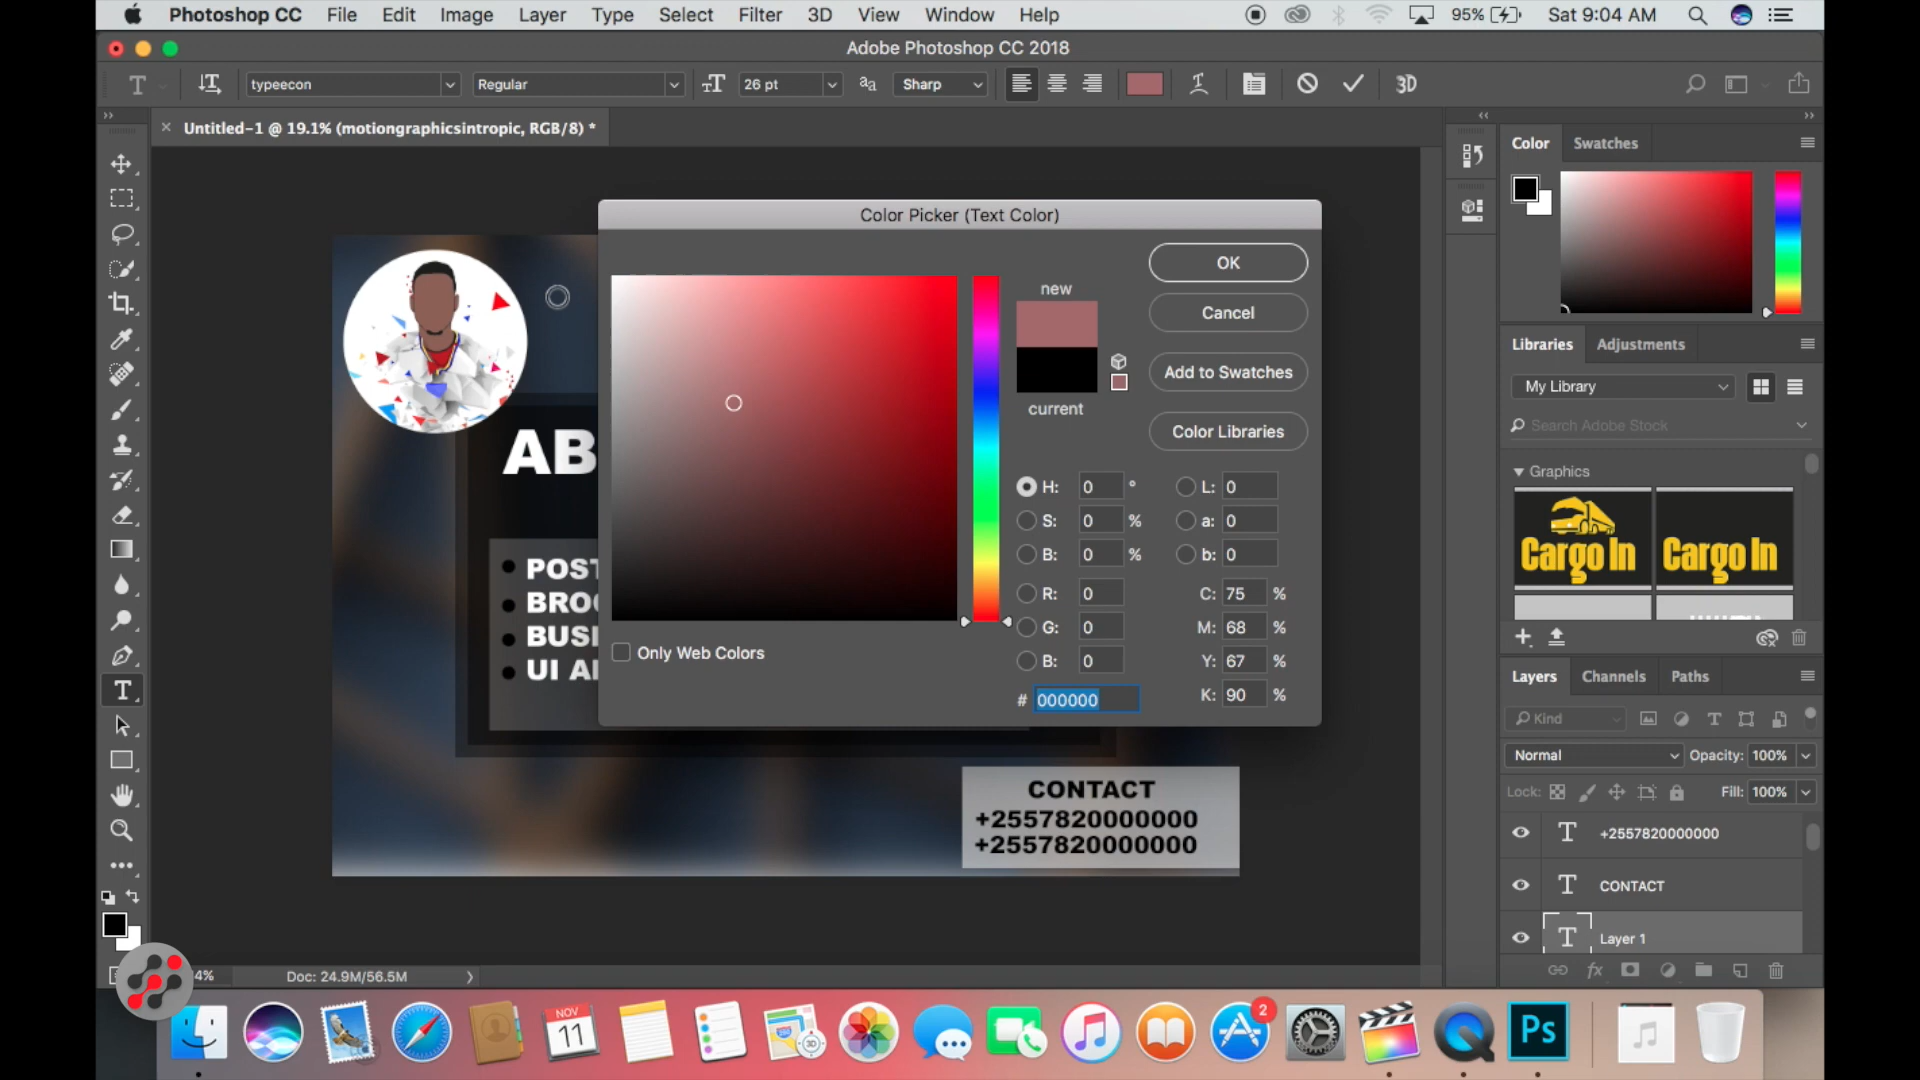 Photoshop CC File Edit Image Layer Type Select Filter 3D View Window Help 95% Sat 9:04 AM
Adobe Photoshop CC 2018
typeecon Regular 26 pt Sharp 3D
Untitled-1 @ 19.1% (motiongraphicsintropic, RGB/8) *
Color Swatches
Color Picker (Text Color)
OK
new
Cancel
Add to Swatches
current
Color Libraries
H: 0 ° L: 0
S: 0 % a: 0
B: 0 % b: 0
R: 0 C: 75 %
G: 0 M: 68 %
B: 0 Y: 67 %
# 000000 K: 90 %
Only Web Colors
AB
POST
BUSI
UI
CONTACT
+2557820000000
+2557820000000
Libraries Adjustments
My Library
Search Adobe Stock
Graphics
Cargo In Cargo In
Layers Channels Paths
Kind
Normal Opacity: 100%
Lock: Fill: 100%
+2557820000000
CONTACT
Layer 1
4% Doc: 24.9M/56.5M
NOV
11
3D
2
Ps